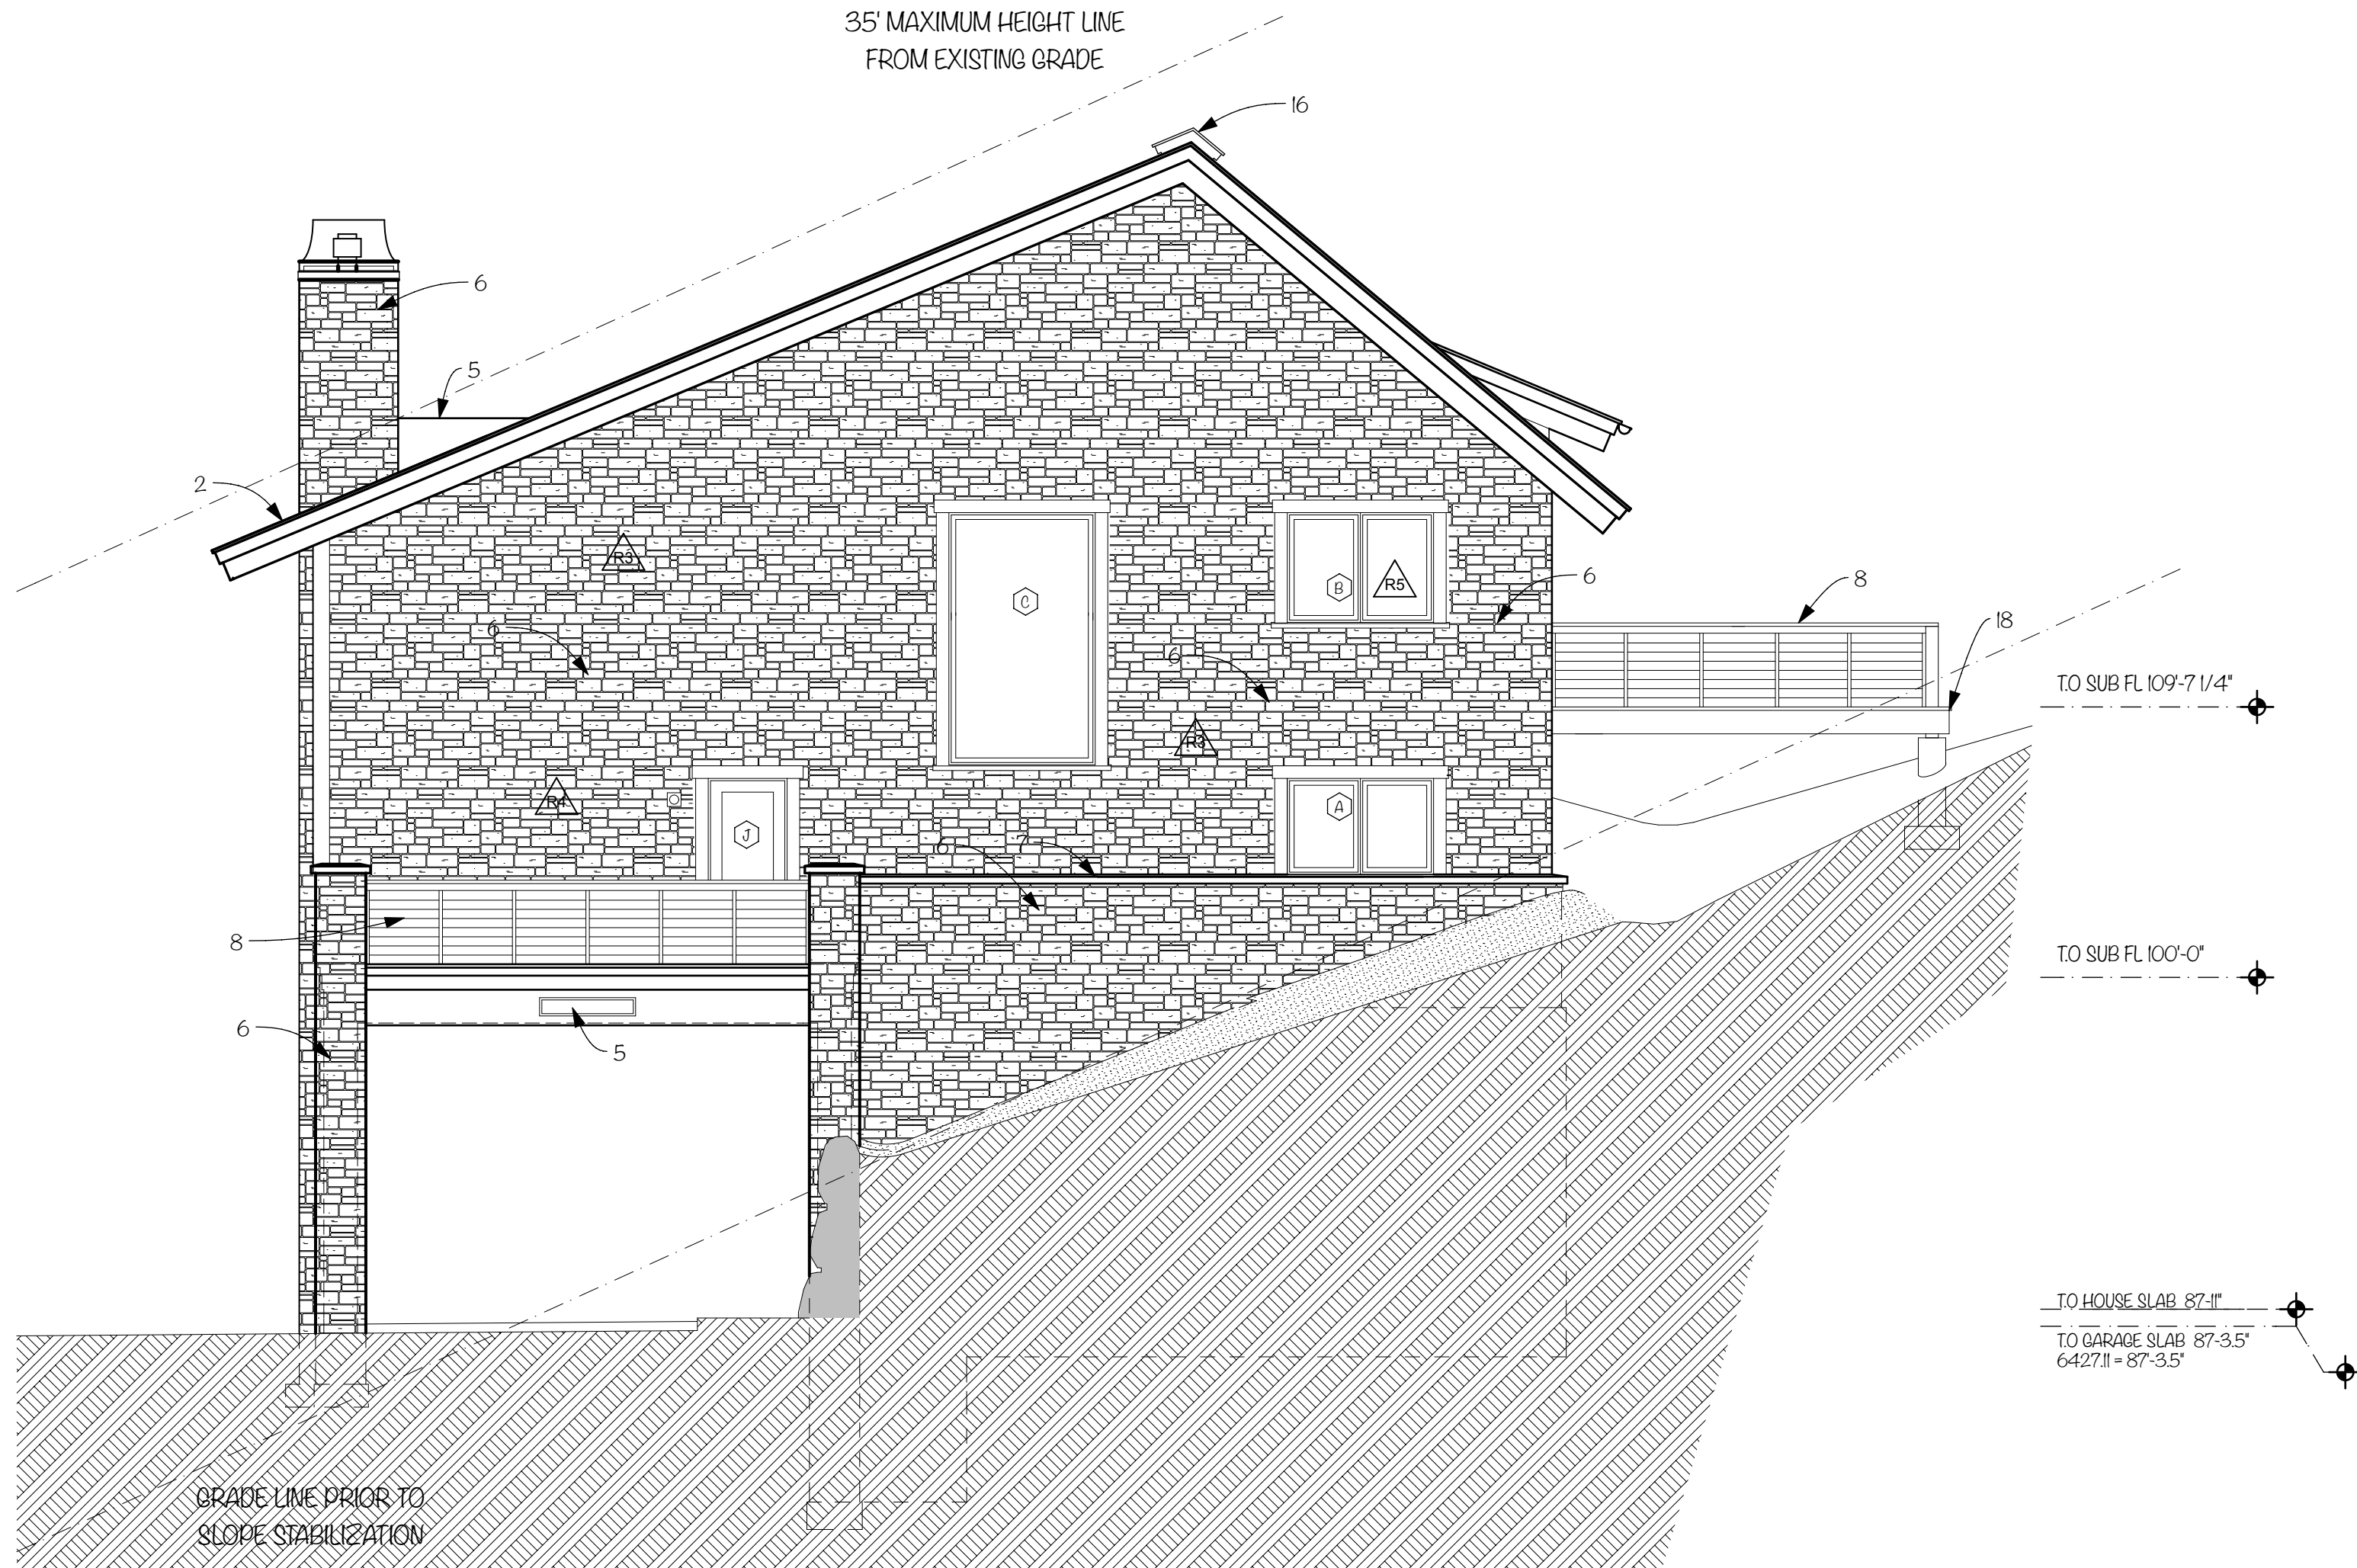 35' MAXIMUM HEIGHT LINE
FROM EXISTING GRADE
16
6
5
2
R3
C
B
R5
6
8
18
6
6
T.O SUB FL 109'-7 1/4"
R3
R4
J
A
6
7
8
T.O SUB FL 100'-0"
6
5
T.O HOUSE SLAB 87-11"
T.O GARAGE SLAB 87-3.5"
6427.11 = 87'-3.5"
GRADE LINE PRIOR TO
SLOPE STABILIZATION